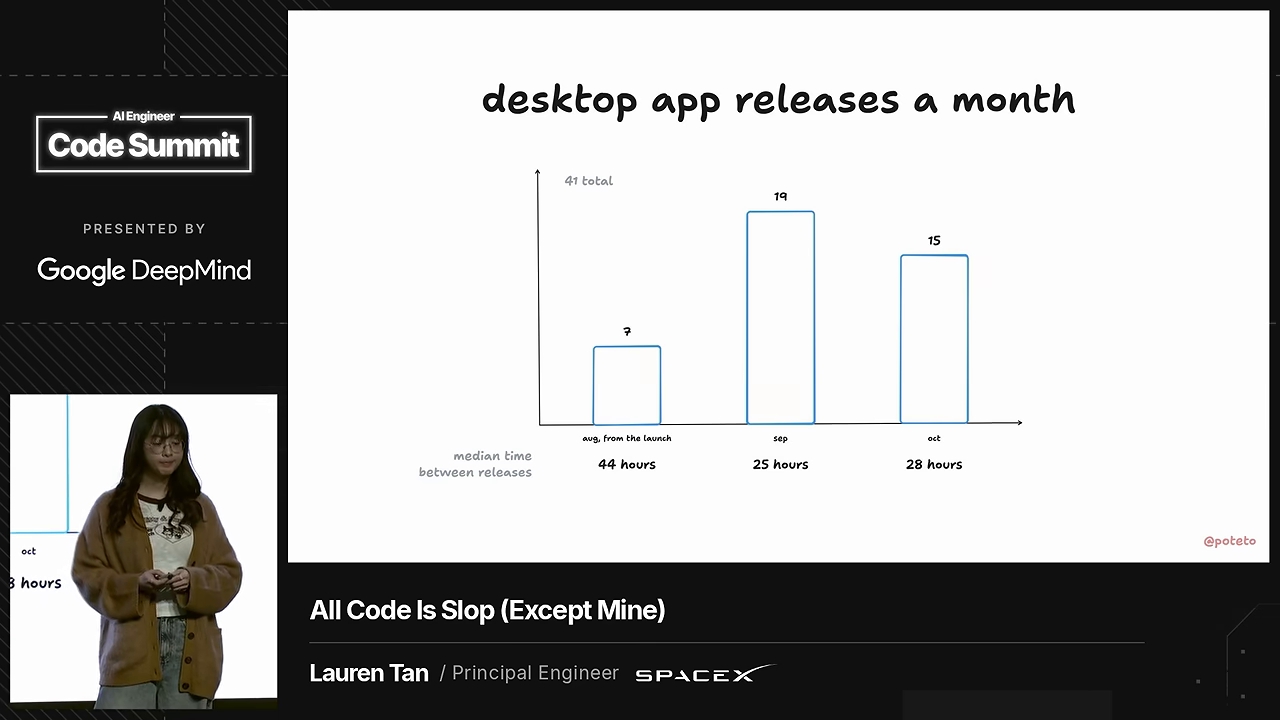 AI Engineer
Code Summit
PRESENTED BY
Google DeepMind
desktop app releases a month
41 total
7
19
15
aug, from the launch
sep
oct
median time
between releases
44 hours
25 hours
28 hours
@poteto
oct
8 hours
All Code Is Slop (Except Mine)
Lauren Tan / Principal Engineer SPACEX